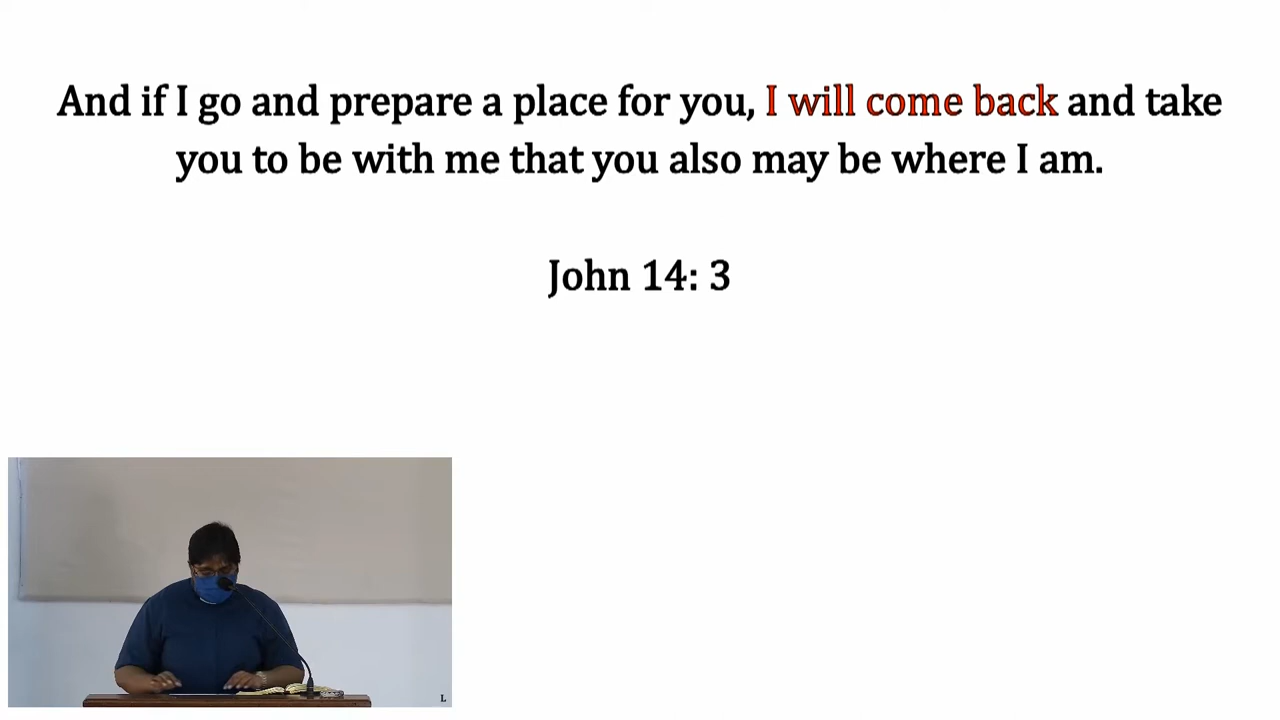 And if I go and prepare a place for you, I will come back and take
you to be with me that you also may be where I am.
John 14: 3
L